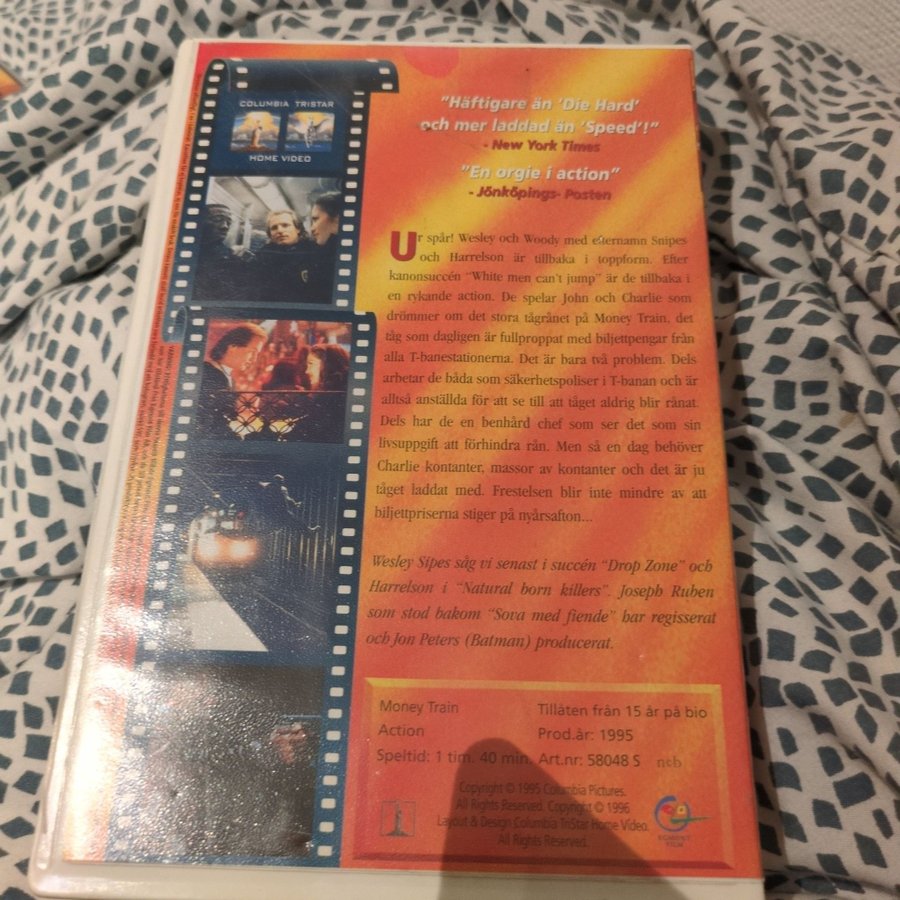 COLUMBIA TRISTAR
HOME VIDEO
"Häftigare än 'Die Hard'
och mer laddad än 'Speed'!"
- New York Times
"En orgie i action"
- Jönköpings- Posten
Ur spår! Wesley och Woody med efternamn Snipes
och Harrelson är tillbaka i toppform. Efter
kanonsuccén "White men can't jump" är de tillbaka i
en rykande action. De spelar John och Charlie som
drömmer om det stora tågrånet på Money Train, det
tåg som dagligen är fullproppat med biljettpengar från
alla T-banestationerna. Det är bara två problem. Dels
arbetar de båda som säkerhetspoliser i T-banan och är
alltså anställda för att se till att tåget aldrig blir rånat.
Dels har de en benhård chef som ser det som sin
livsuppgift att förhindra rån. Men så en dag behöver
Charlie kontanter, massor av kontanter och det är ju
tåget laddat med. Frestelsen blir inte mindre av att
biljettpriserna stiger på nyårsafton...
Wesley Sipes såg vi senast i succén "Drop Zone" och
Harrelson i "Natural born killers". Joseph Ruben
som stod bakom "Sova med fiende" har regisserat
och Jon Peters (Batman) producerat.
Money Train
Tillåten från 15 år på bio
Action
Prod.år: 1995
Speltid: 1 tim. 40 min.
Art.nr: 58048 S
ncb
Copyright © 1995 Columbia Pictures.
All Rights Reserved. Copyright © 1996
Layout & Design Columbia TriStar Home Video.
All Rights Reserved.
EGMONT
FILM